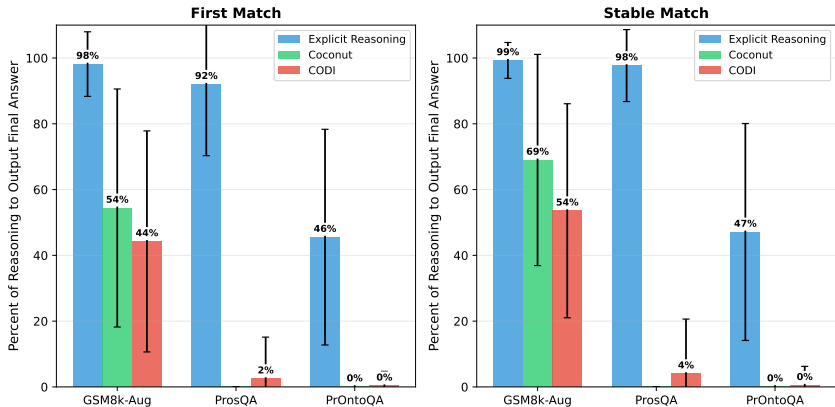 First Match
Percent of Reasoning to Output Final Answer
100
80
60
40
20
0
98%
54%
44%
92%
2%
46%
0%
0%
Explicit Reasoning
Coconut
CODI
GSM8k-Aug
ProsQA
PrOntoQA
Stable Match
Percent of Reasoning to Output Final Answer
100
80
60
40
20
0
99%
69%
54%
98%
4%
47%
0%
0%
Explicit Reasoning
Coconut
CODI
GSM8k-Aug
ProsQA
PrOntoQA